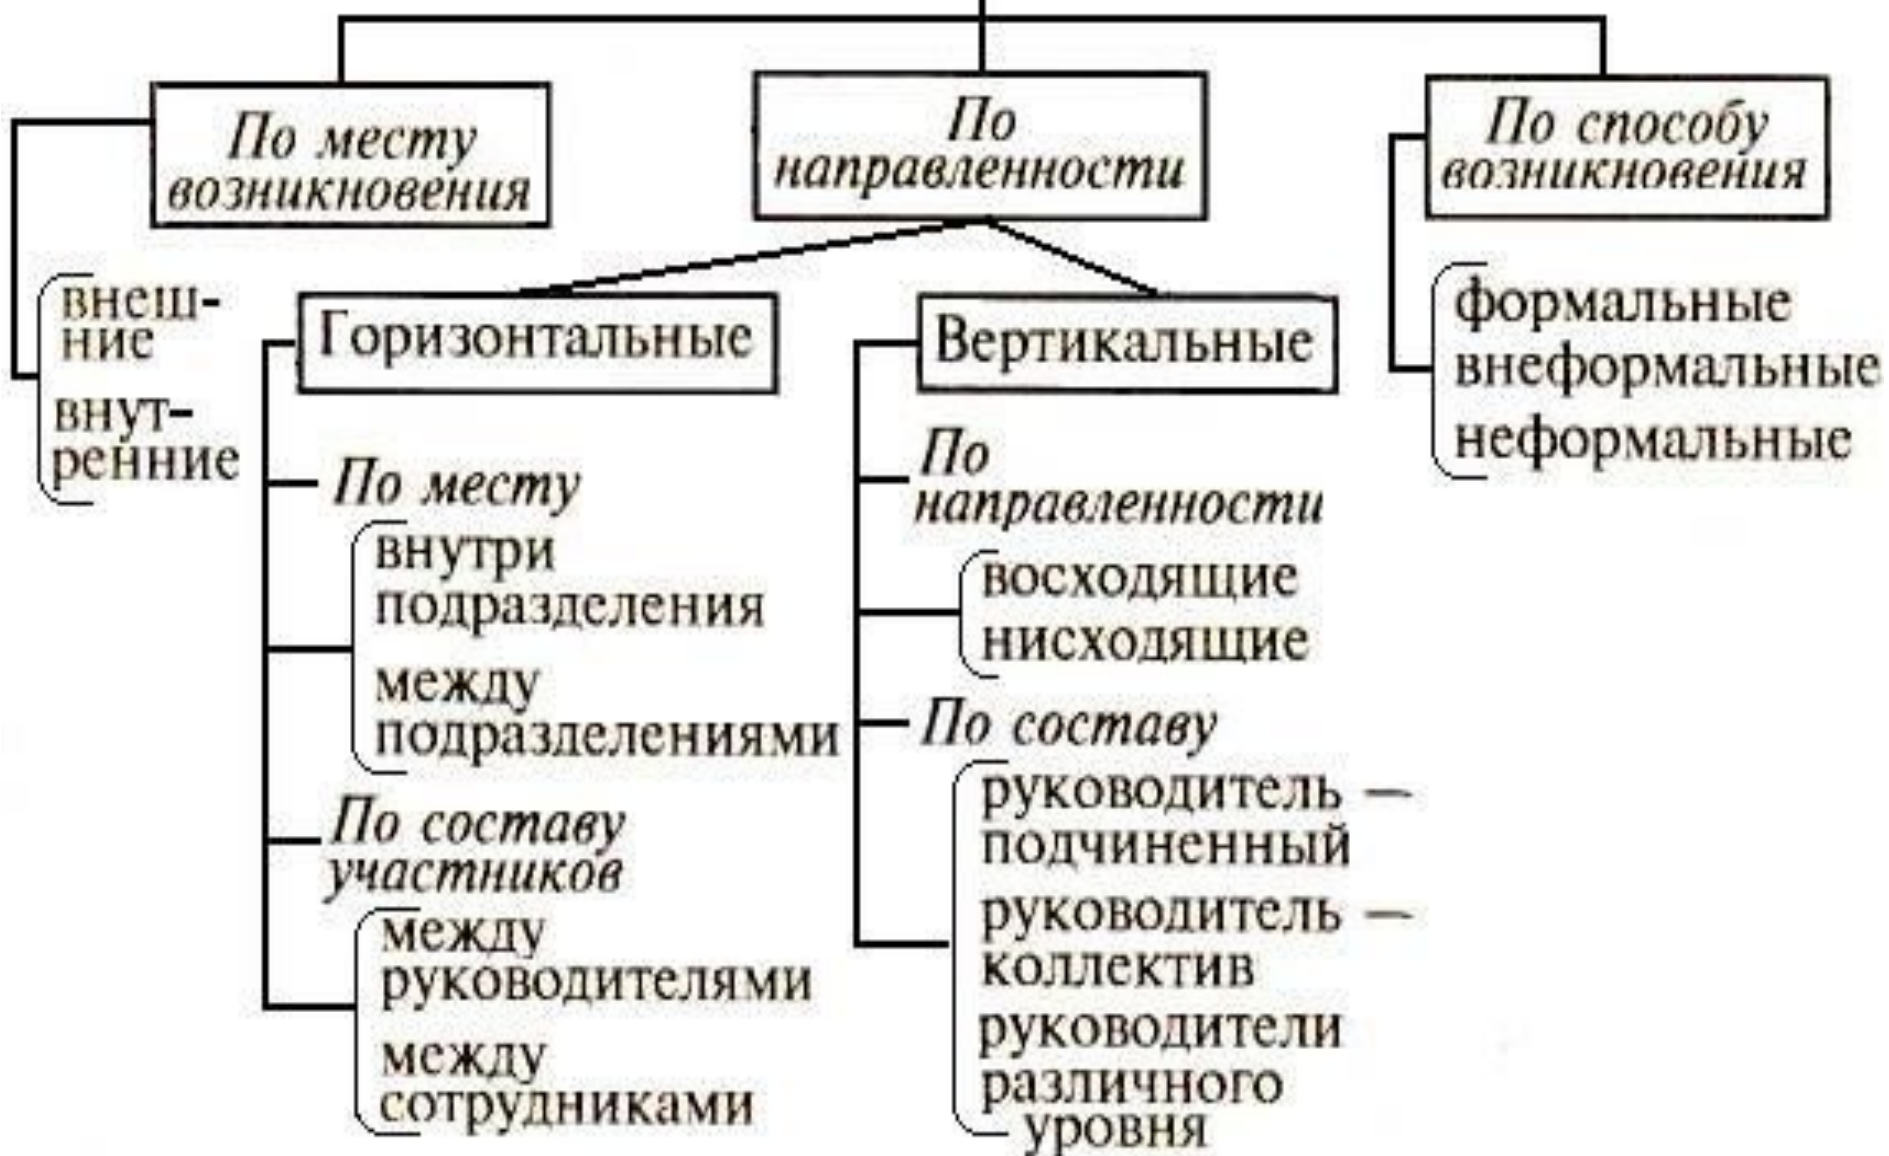 По месту
возникновения
внеш-
ние
внут-
ренние
По
направленности
Горизонтальные
По месту
внутри
подразделения
между
подразделениями
По составу
участников
между
руководителями
между
сотрудниками
Вертикальные
По
направленности
восходящие
нисходящие
По составу
руководитель —
подчиненный
руководитель —
коллектив
руководители
различного
уровня
По способу
возникновения
формальные
внеформальные
неформальные